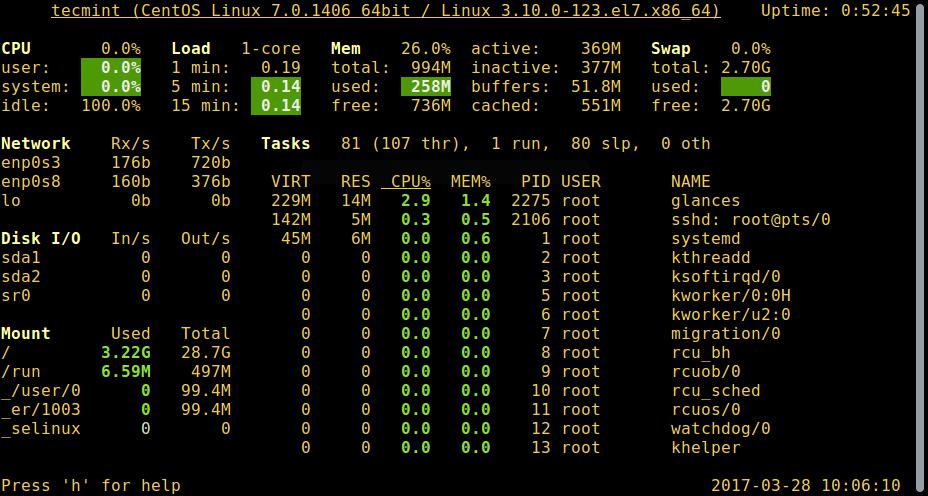 tecmint (CentOS Linux 7.0.1406 64bit / Linux 3.10.0-123.el7.x86_64) Uptime: 0:52:45
CPU 0.0% Load 1-core Mem 26.0% active: 369M Swap 0.0%
user: 0.0% 1 min: 0.19 total: 994M inactive: 377M total: 2.70G
system: 0.0% 5 min: 0.14 used: 258M buffers: 51.8M used: 0
idle: 100.0% 15 min: 0.14 free: 736M cached: 551M free: 2.70G
Network Rx/s Tx/s Tasks 81 (107 thr), 1 run, 80 slp, 0 oth
enp0s3 176b 720b
enp0s8 160b 376b VIRT RES CPU% MEM% PID USER NAME
lo 0b 0b 229M 14M 2.9 1.4 2275 root glances
142M 5M 0.3 0.5 2106 root sshd: root@pts/0
Disk I/O In/s Out/s 45M 6M 0.0 0.6 1 root systemd
sda1 0 0 0 0 0.0 0.0 2 root kthreadd
sda2 0 0 0 0 0.0 0.0 3 root ksoftirqd/0
sr0 0 0 0 0 0.0 0.0 5 root kworker/0:0H
0 0 0.0 0.0 6 root kworker/u2:0
Mount Used Total 0 0 0.0 0.0 7 root migration/0
/ 3.22G 28.7G 0 0 0.0 0.0 8 root rcu_bh
/run 6.59M 497M 0 0 0.0 0.0 9 root rcuob/0
_/user/0 0 99.4M 0 0 0.0 0.0 10 root rcu_sched
_er/1003 0 99.4M 0 0 0.0 0.0 11 root rcuos/0
_selinux 0 0 0 0 0.0 0.0 12 root watchdog/0
0 0 0.0 0.0 13 root khelper
Press 'h' for help 2017-03-28 10:06:10